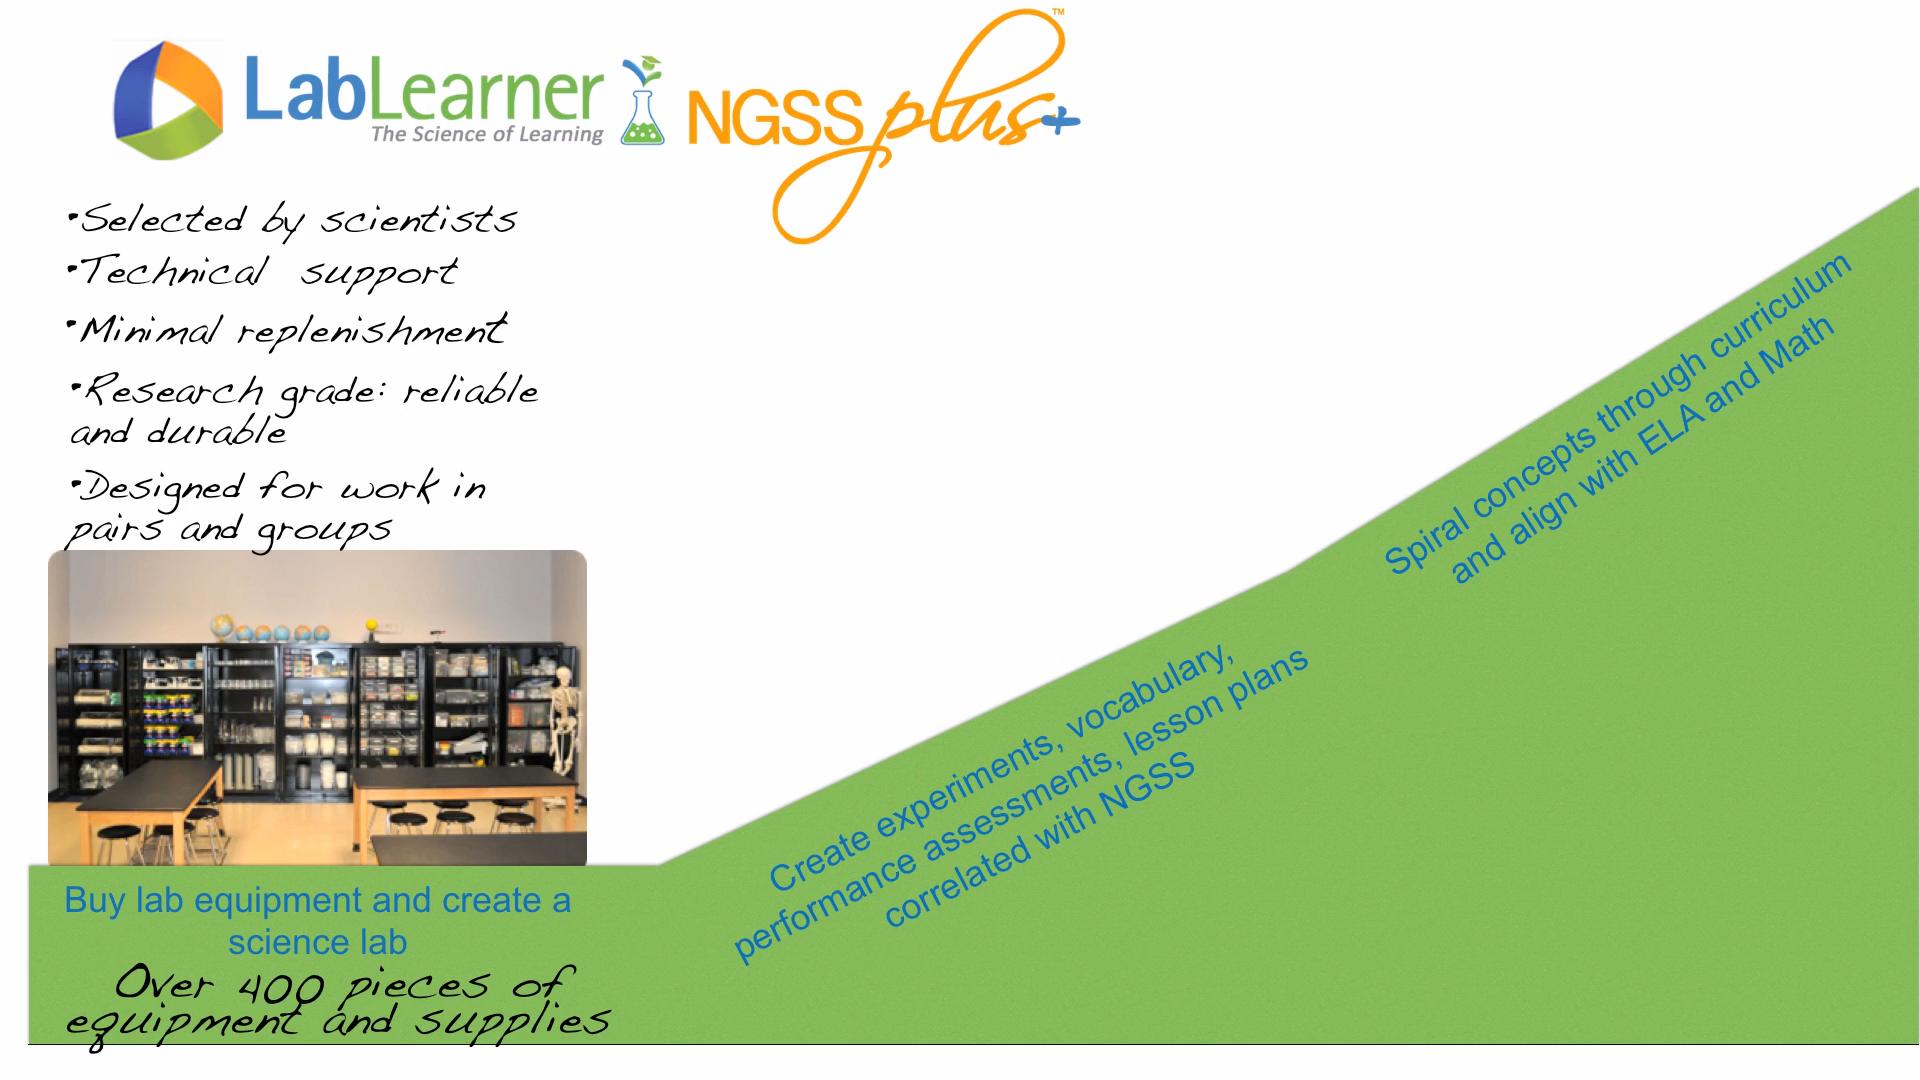 LabLearner
The Science of Learning
NGSS plus+
™
•Selected by scientists
•Technical support
•Minimal replenishment
•Research grade: reliable
and durable
•Designed for work in
pairs and groups
Buy lab equipment and create a
science lab
Over 400 pieces of
equipment and supplies
Create experiments, vocabulary,
performance assessments, lesson plans
correlated with NGSS
Spiral concepts through curriculum
and align with ELA and Math